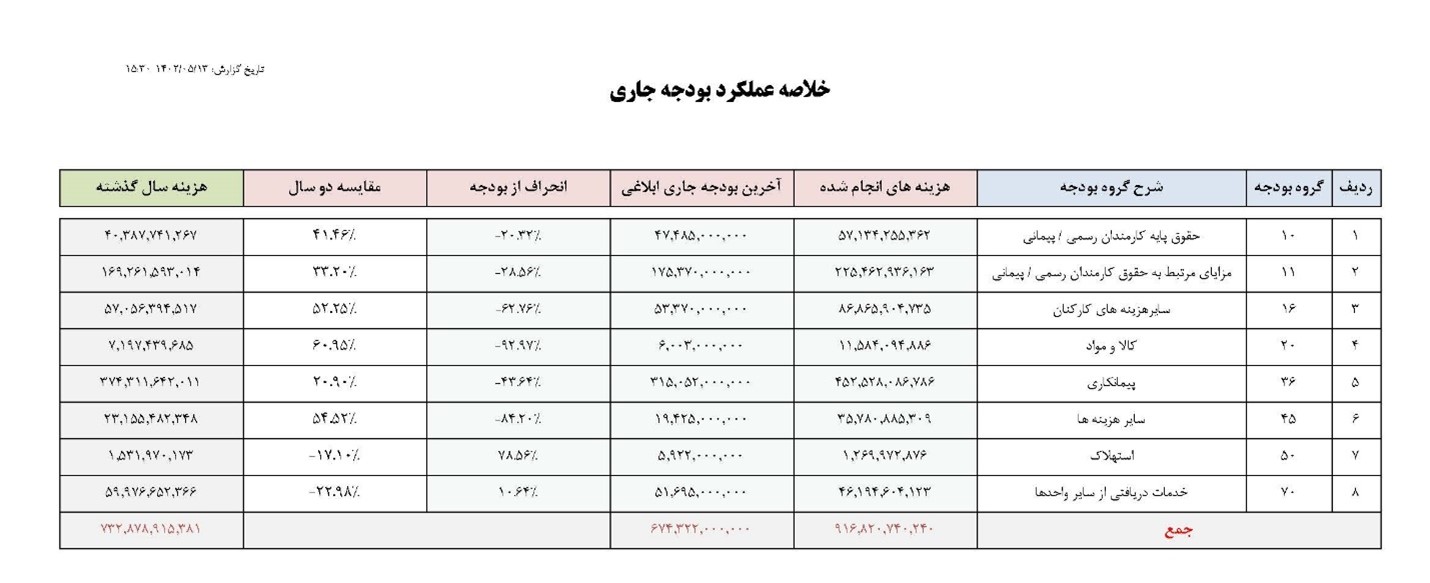 تاریخ گزارش: ۱۴۰۲/۰۵/۱۳ ۱۵:۳۰
خلاصه عملکرد بودجه جاری
ردیف گروه بودجه شرح گروه بودجه هزینه های انجام شده آخرین بودجه جاری ابلاغی انحراف از بودجه مقایسه دو سال هزینه سال گذشته
۱ ۱۰ حقوق پایه کارمندان رسمی / پیمانی ۵۷,۱۳۴,۲۵۵,۳۶۲ ۴۷,۴۸۵,۰۰۰,۰۰۰ -۲۰.۳۲٪ ۴۱.۴۶٪ ۴۰,۳۸۷,۷۴۱,۲۶۷
۲ ۱۱ مزایای مرتبط به حقوق کارمندان رسمی / پیمانی ۲۲۵,۴۶۲,۹۳۶,۱۶۳ ۱۷۵,۳۷۰,۰۰۰,۰۰۰ -۲۸.۵۶٪ ۳۳.۲۰٪ ۱۶۹,۲۶۱,۵۹۳,۰۱۴
۳ ۱۶ سایرهزینه های کارکنان ۸۶,۸۶۵,۹۰۴,۷۳۵ ۵۳,۳۷۰,۰۰۰,۰۰۰ -۶۲.۷۶٪ ۵۲.۲۵٪ ۵۷,۰۵۶,۳۹۴,۵۱۷
۴ ۲۰ کالا و مواد ۱۱,۵۸۴,۰۹۴,۸۸۶ ۶,۰۰۳,۰۰۰,۰۰۰ -۹۲.۹۷٪ ۶۰.۹۵٪ ۷,۱۹۷,۴۳۹,۶۸۵
۵ ۳۶ پیمانکاری ۴۵۲,۵۲۸,۰۸۶,۷۸۶ ۳۱۵,۰۵۲,۰۰۰,۰۰۰ -۴۳.۶۴٪ ۲۰.۹۰٪ ۳۷۴,۳۱۱,۶۴۲,۰۱۱
۶ ۴۵ سایر هزینه ها ۳۵,۷۸۰,۸۸۵,۳۰۹ ۱۹,۴۲۵,۰۰۰,۰۰۰ -۸۴.۲۰٪ ۵۴.۵۲٪ ۲۳,۱۵۵,۴۸۲,۳۴۸
۷ ۵۰ استهلاک ۱,۲۶۹,۹۷۲,۸۷۶ ۵,۹۲۲,۰۰۰,۰۰۰ ۷۸.۵۶٪ -۱۷.۱۰٪ ۱,۵۳۱,۹۷۰,۱۷۳
۸ ۷۰ خدمات دریافتی از سایر واحدها ۴۶,۱۹۴,۶۰۴,۱۲۳ ۵۱,۶۹۵,۰۰۰,۰۰۰ ۱۰.۶۴٪ -۲۲.۹۸٪ ۵۹,۹۷۶,۶۵۲,۳۶۶
جمع ۹۱۶,۸۲۰,۷۴۰,۲۴۰ ۶۷۴,۳۲۲,۰۰۰,۰۰۰ ۷۳۲,۸۷۸,۹۱۵,۳۸۱